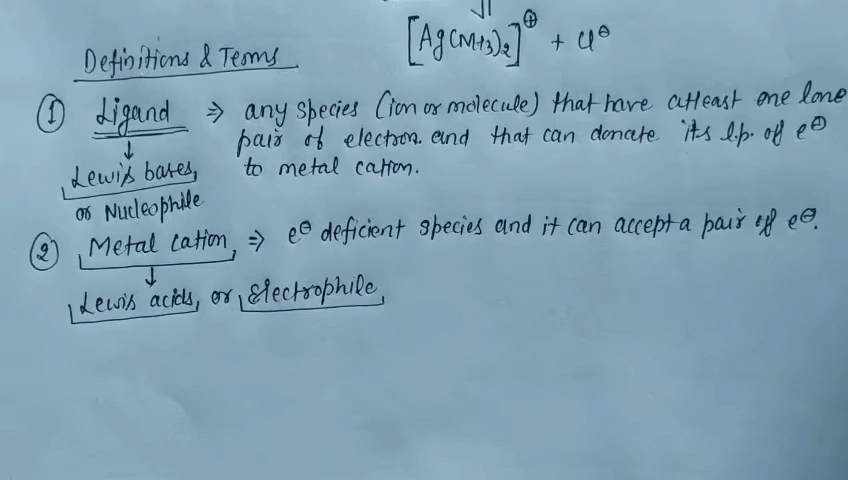 [Ag(NH3)2]⊕ + Cl⊖
Definitions & Terms
① Ligand ⇒ any species (ion or molecule) that have atleast one lone
pair of electron and that can donate its l.p. of e⊖
to metal cation.
↓
Lewis bases,
or Nucleophile
② Metal cation, ⇒ e⊖ deficient species and it can accept a pair of e⊖.
↓
Lewis acids, or Electrophile,